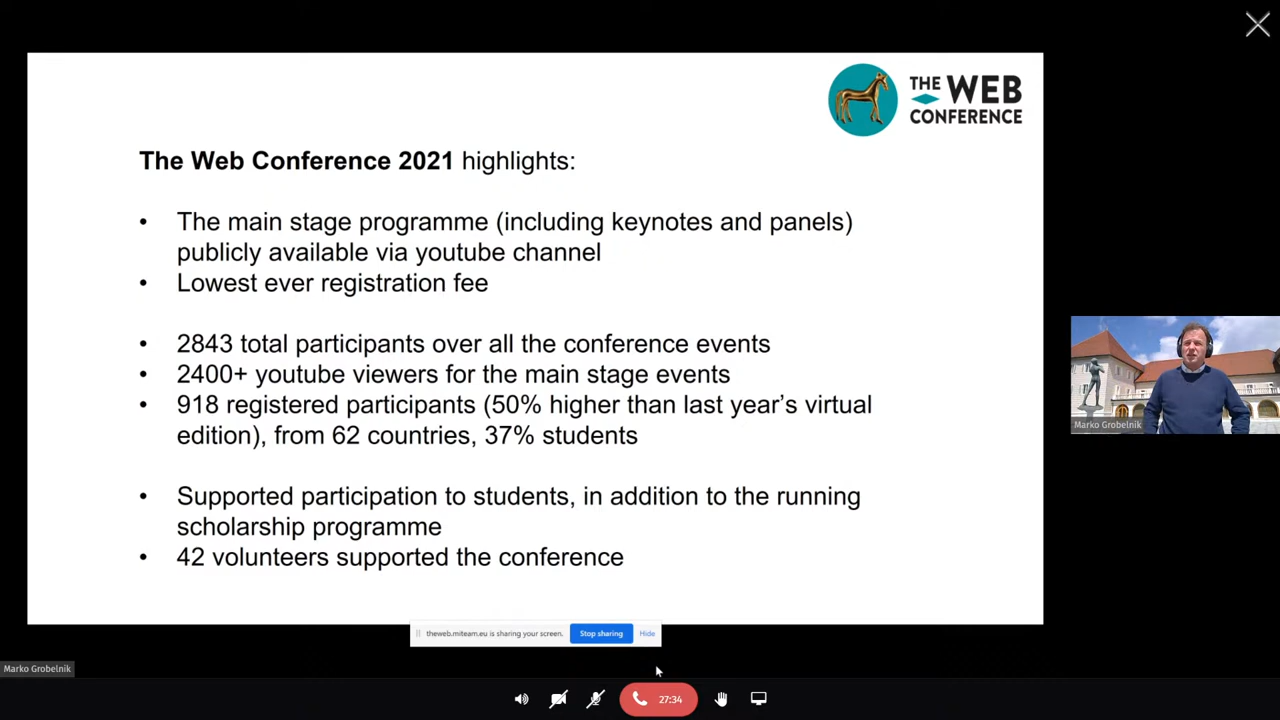 THE WEB
CONFERENCE
The Web Conference 2021 highlights:
• The main stage programme (including keynotes and panels)
publicly available via youtube channel
• Lowest ever registration fee
• 2843 total participants over all the conference events
• 2400+ youtube viewers for the main stage events
• 918 registered participants (50% higher than last year’s virtual
edition), from 62 countries, 37% students
• Supported participation to students, in addition to the running
scholarship programme
• 42 volunteers supported the conference
Marko Grobelnik
theweb.miteam.eu is sharing your screen. Stop sharing Hide
Marko Grobelnik
27:34